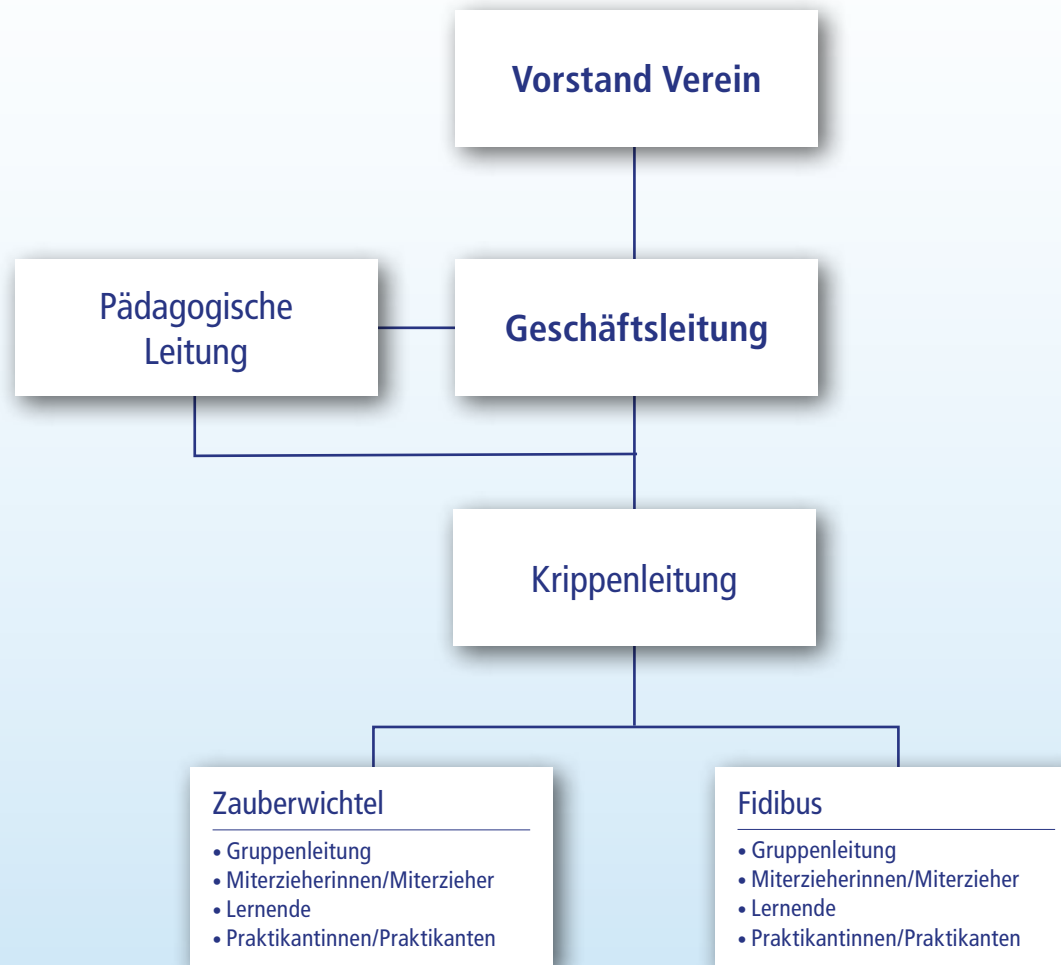 Vorstand Verein
Pädagogische
Leitung
Geschäftsleitung
Krippenleitung
Zauberwichtel
• Gruppenleitung
• Miterzieherinnen/Miterzieher
• Lernende
• Praktikantinnen/Praktikanten
Fidibus
• Gruppenleitung
• Miterzieherinnen/Miterzieher
• Lernende
• Praktikantinnen/Praktikanten